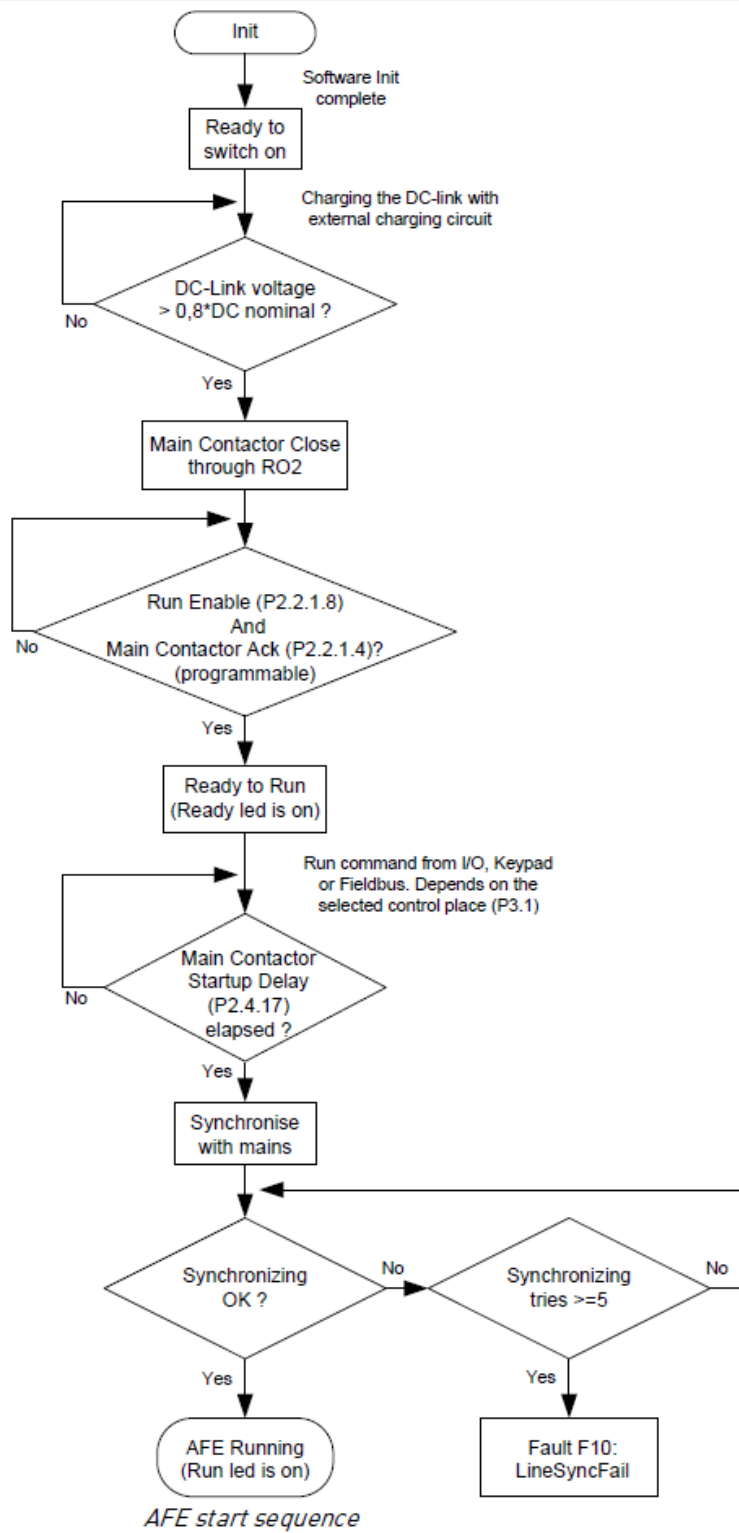 Init
Software Init
complete
Ready to
switch on
Charging the DC-link with
external charging circuit
DC-Link voltage
> 0,8*DC nominal ?
No
Yes
Main Contactor Close
through RO2
Run Enable (P2.2.1.8)
And
Main Contactor Ack (P2.2.1.4)?
(programmable)
No
Yes
Ready to Run
(Ready led is on)
Run command from I/O, Keypad
or Fieldbus. Depends on the
selected control place (P3.1)
Main Contactor
Startup Delay
(P2.4.17)
elapsed ?
No
Yes
Synchronise
with mains
Synchronizing
OK ?
No
Synchronizing
tries >=5
No
Yes
Yes
AFE Running
(Run led is on)
Fault F10:
LineSyncFail
AFE start sequence